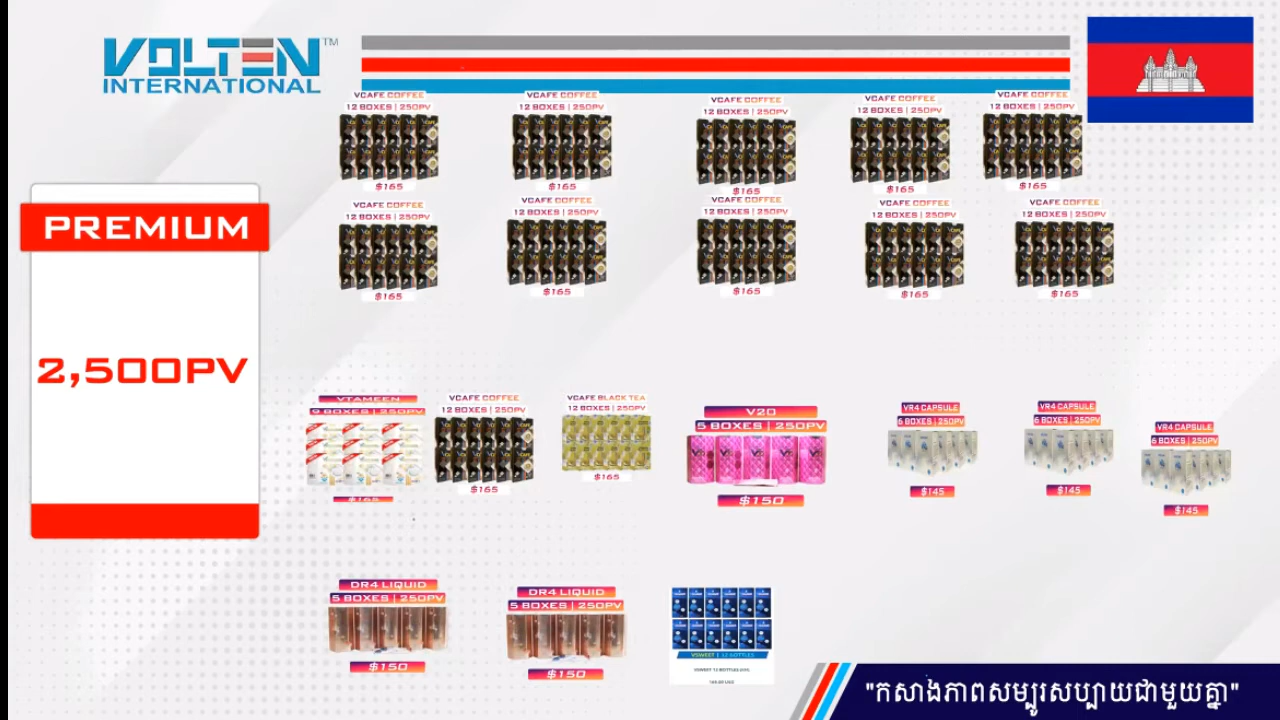 VOLTEN™
INTERNATIONAL
VCAFE COFFEE
12 BOXES | 250PV
$165
VCAFE COFFEE
12 BOXES | 250PV
$165
VCAFE COFFEE
12 BOXES | 250PV
$165
VCAFE COFFEE
12 BOXES | 250PV
$165
VCAFE COFFEE
12 BOXES | 250PV
$165
PREMIUM
2,500PV
VCAFE COFFEE
12 BOXES | 250PV
$165
VCAFE COFFEE
12 BOXES | 250PV
$165
VCAFE COFFEE
12 BOXES | 250PV
$165
VCAFE COFFEE
12 BOXES | 250PV
$165
VCAFE COFFEE
12 BOXES | 250PV
$165
VTAMEEN
9 BOXES | 250PV
$165
VCAFE COFFEE
12 BOXES | 250PV
$165
VCAFE BLACK TEA
12 BOXES | 250PV
$165
V20
5 BOXES | 250PV
$150
VR4 CAPSULE
6 BOXES | 250PV
$145
VR4 CAPSULE
6 BOXES | 250PV
$145
VR4 CAPSULE
6 BOXES | 250PV
$145
DR4 LIQUID
5 BOXES | 250PV
$150
DR4 LIQUID
5 BOXES | 250PV
$150
VSWEET | 12 BOTTLES
"កសាងភាពសម្បូរសប្បាយជាមួយគ្នា"